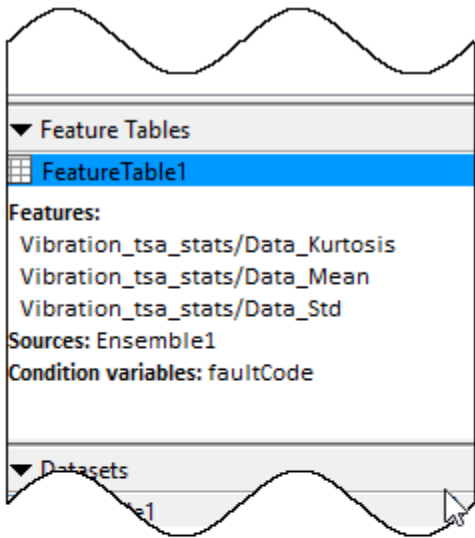 Feature Tables
FeatureTable1
Features:
Vibration_tsa_stats/Data_Kurtosis
Vibration_tsa_stats/Data_Mean
Vibration_tsa_stats/Data_Std
Sources: Ensemble1
Condition variables: faultCode
Datasets